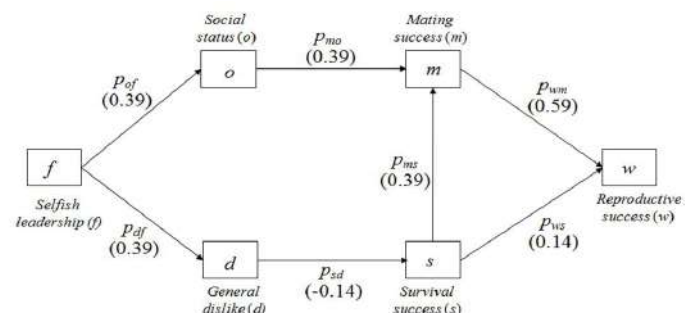 Social
status (o)
Mating
success (m)
p_mo
(0.39)
o
m
p_of
(0.39)
p_wm
(0.59)
f
p_ms
(0.39)
w
Selfish
leadership (f)
Reproductive
success (w)
p_df
(0.39)
p_ws
(0.14)
d
p_sd
(-0.14)
s
General
dislike (d)
Survival
success (s)